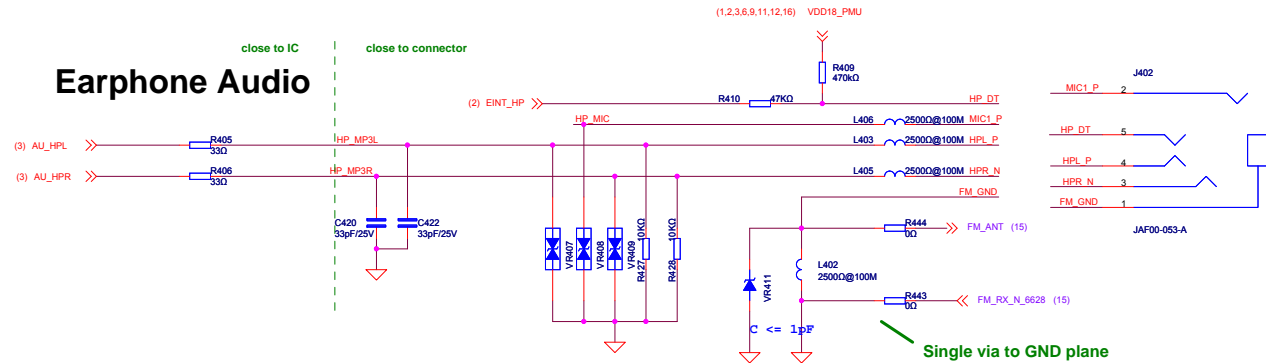 (1,2,3,6,9,11,12,16) VDD18_PMU
close to IC
close to connector
Earphone Audio
R409
470kΩ
J402
(2) EINT_HP
R410
47KΩ
HP_DT
MIC1_P
2
HP_MIC
L406
2500Ω@100M
MIC1_P
(3) AU_HPL
R405
33Ω
HP_MP3L
L403
2500Ω@100M
HPL_P
HP_DT
5
(3) AU_HPR
R406
33Ω
HP_MP3R
L405
2500Ω@100M
HPR_N
HPL_P
4
HPR_N
3
FM_GND
FM_GND
1
C420
33pF/25V
C422
33pF/25V
VR407
VR408
VR409
R427
10KΩ
R428
10KΩ
R444
0Ω
FM_ANT (15)
JAF00-053-A
VR411
L402
2500Ω@100M
R443
0Ω
FM_RX_N_6628 (15)
C <= 1pF
Single via to GND plane